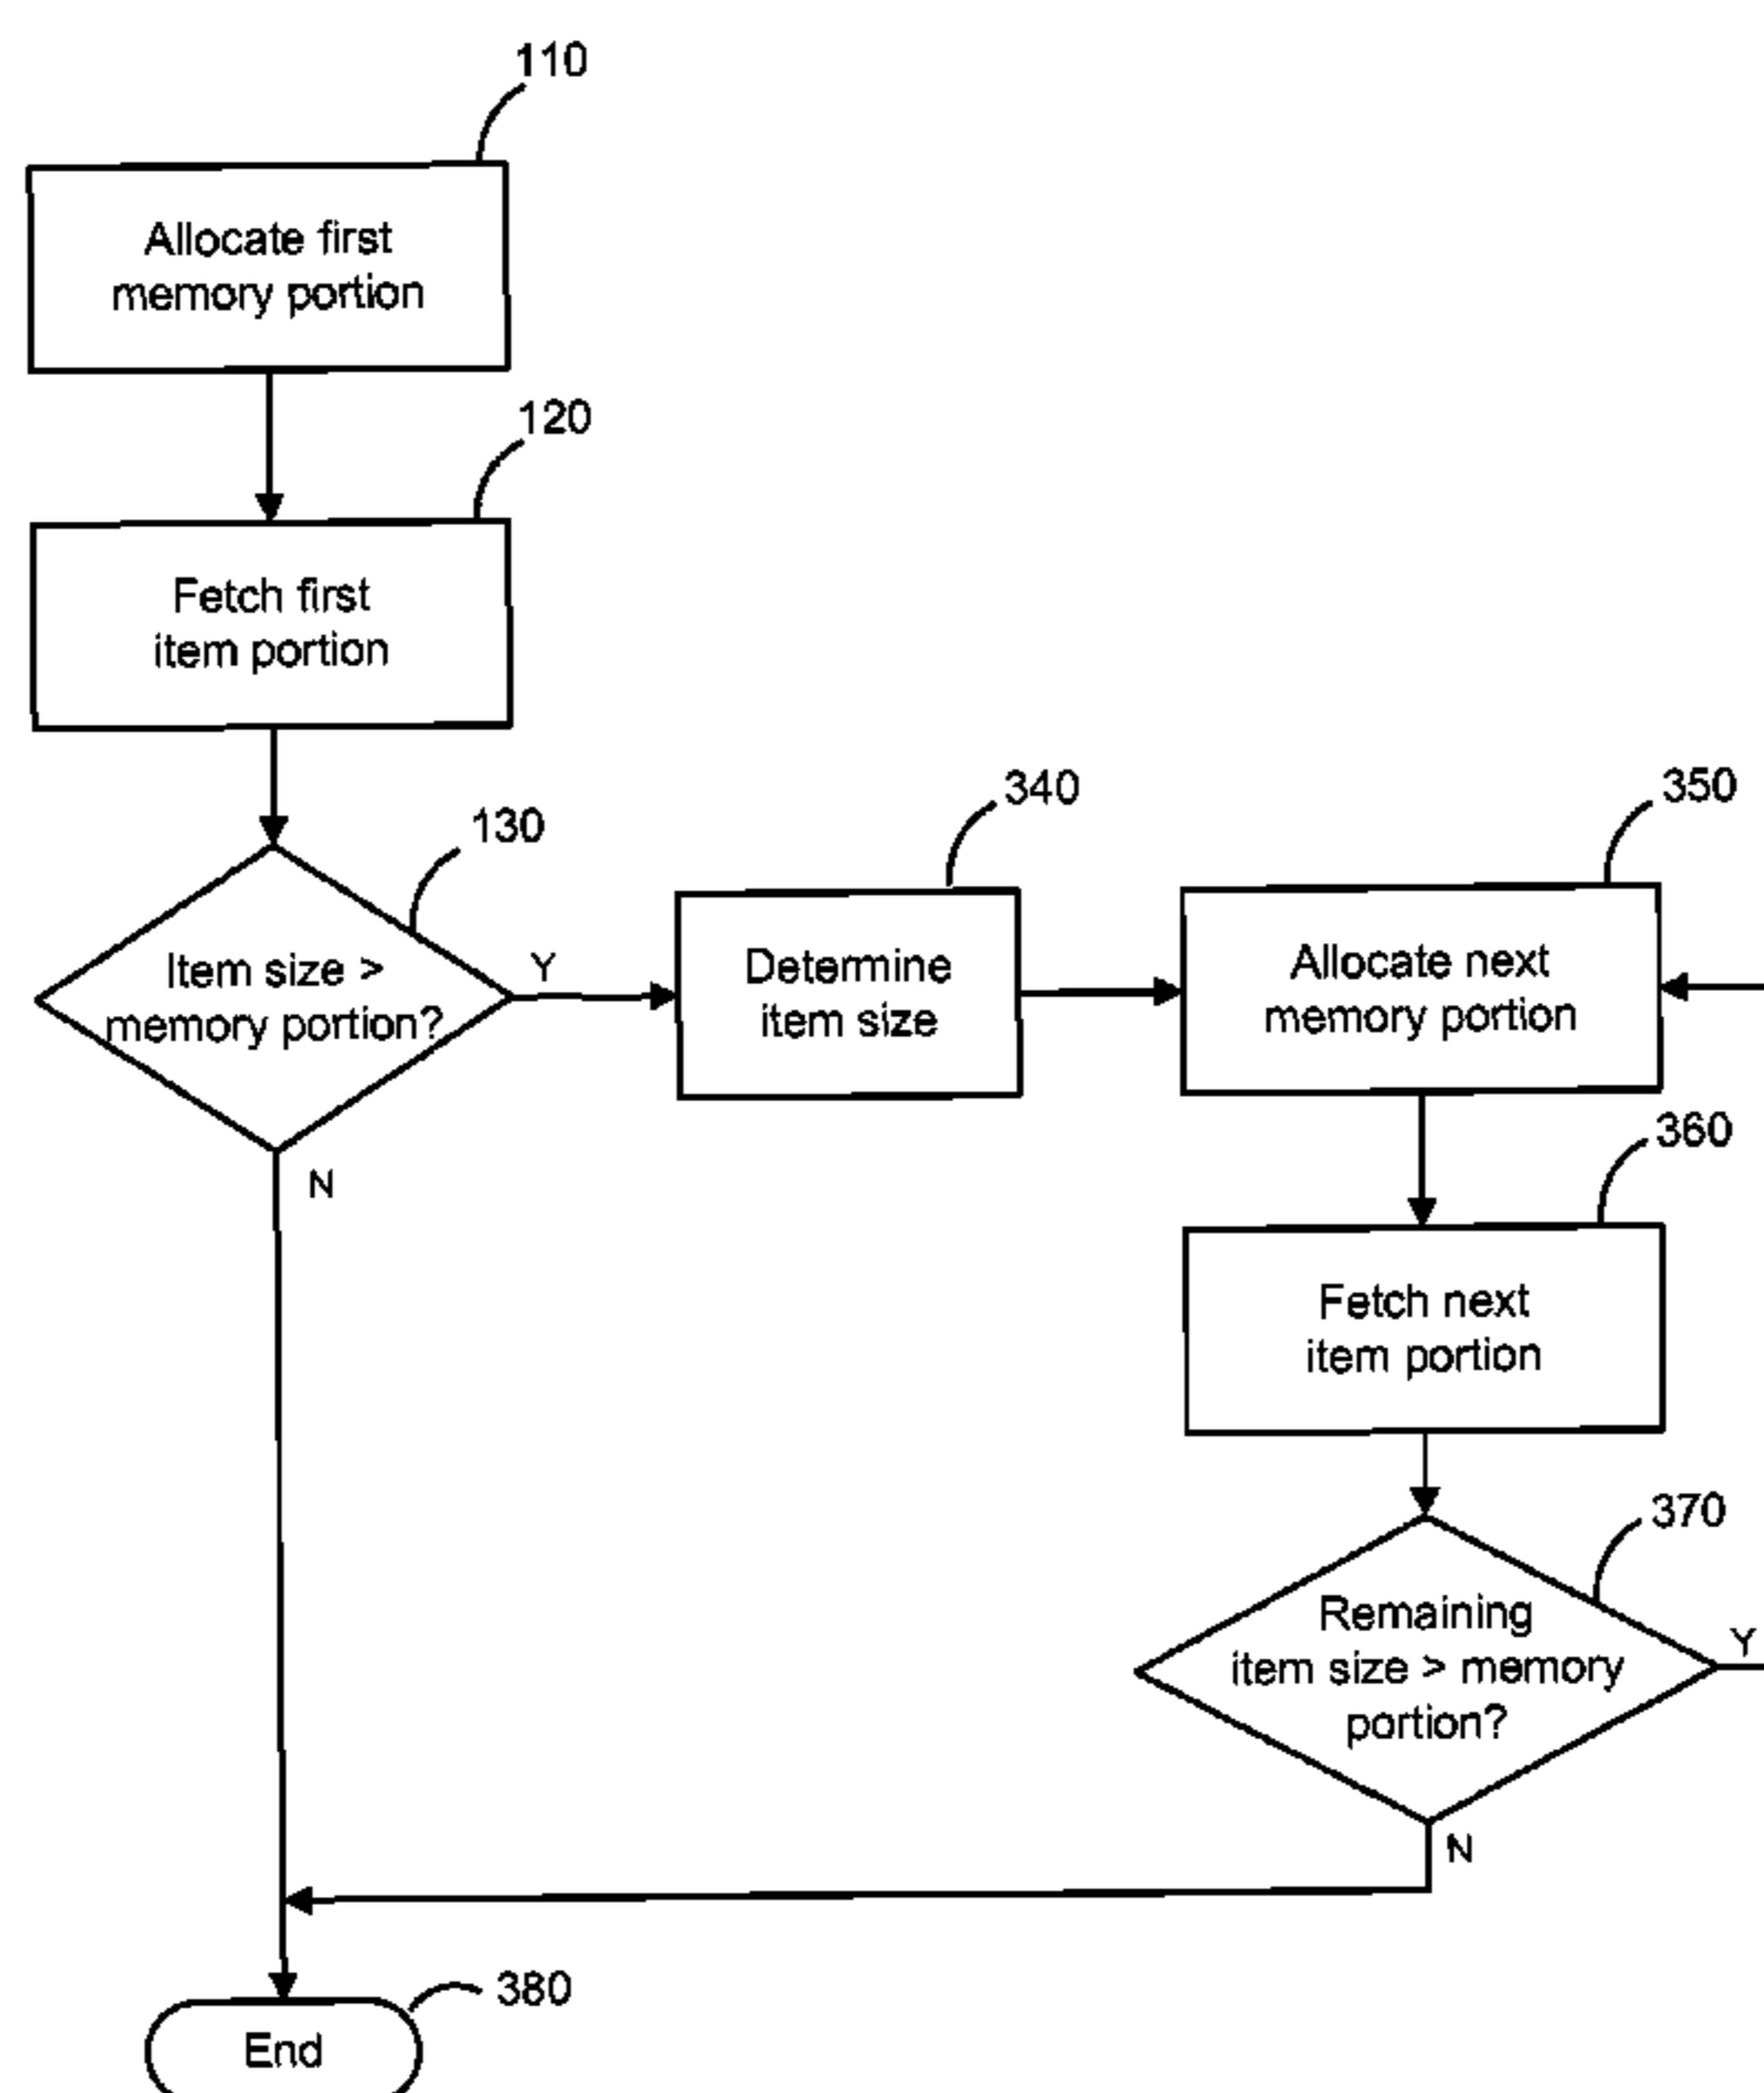 110
Allocate first
memory portion
120
Fetch first
item portion
130
Item size >
memory portion?
Y
N
340
Determine
item size
350
Allocate next
memory portion
360
Fetch next
item portion
370
Remaining
item size > memory
portion?
Y
N
380
End